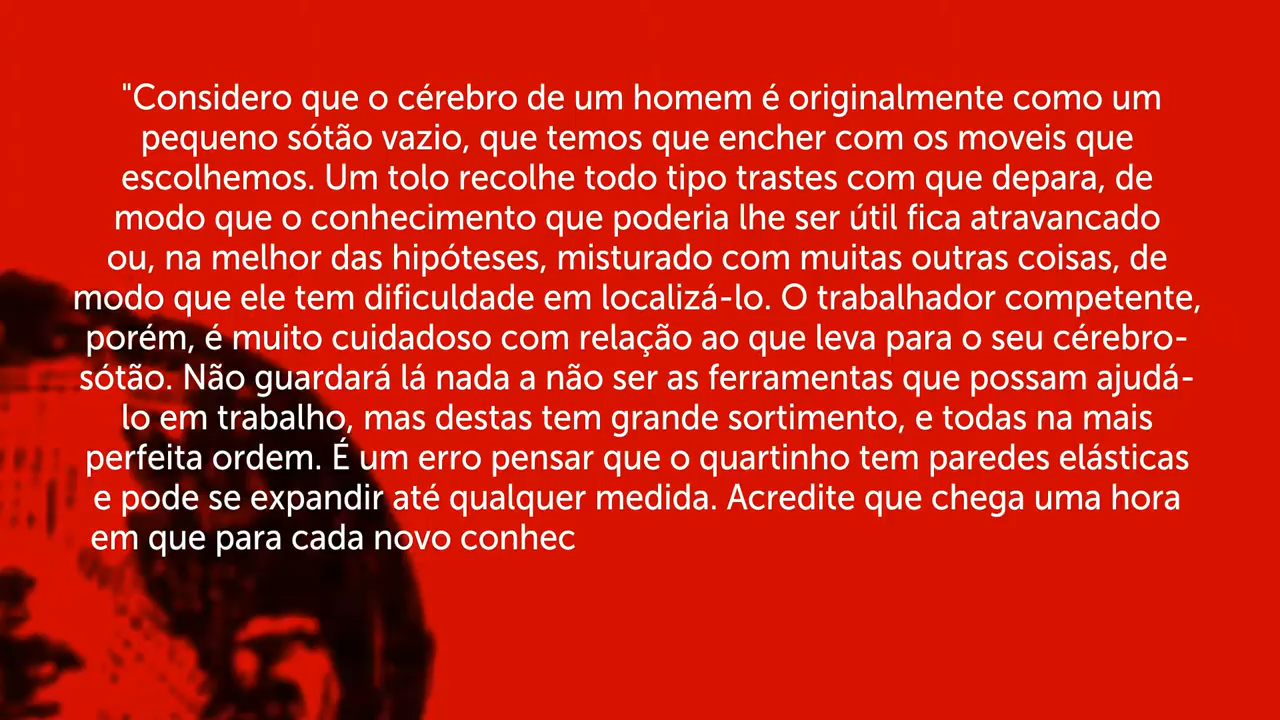 "Considero que o cérebro de um homem é originalmente como um
pequeno sótão vazio, que temos que encher com os moveis que
escolhemos. Um tolo recolhe todo tipo trastes com que depara, de
modo que o conhecimento que poderia lhe ser útil fica atravancado
ou, na melhor das hipóteses, misturado com muitas outras coisas, de
modo que ele tem dificuldade em localizá-lo. O trabalhador competente,
porém, é muito cuidadoso com relação ao que leva para o seu cérebro-
sótão. Não guardará lá nada a não ser as ferramentas que possam ajudá-
lo em trabalho, mas destas tem grande sortimento, e todas na mais
perfeita ordem. É um erro pensar que o quartinho tem paredes elásticas
e pode se expandir até qualquer medida. Acredite que chega uma hora
em que para cada novo conhec